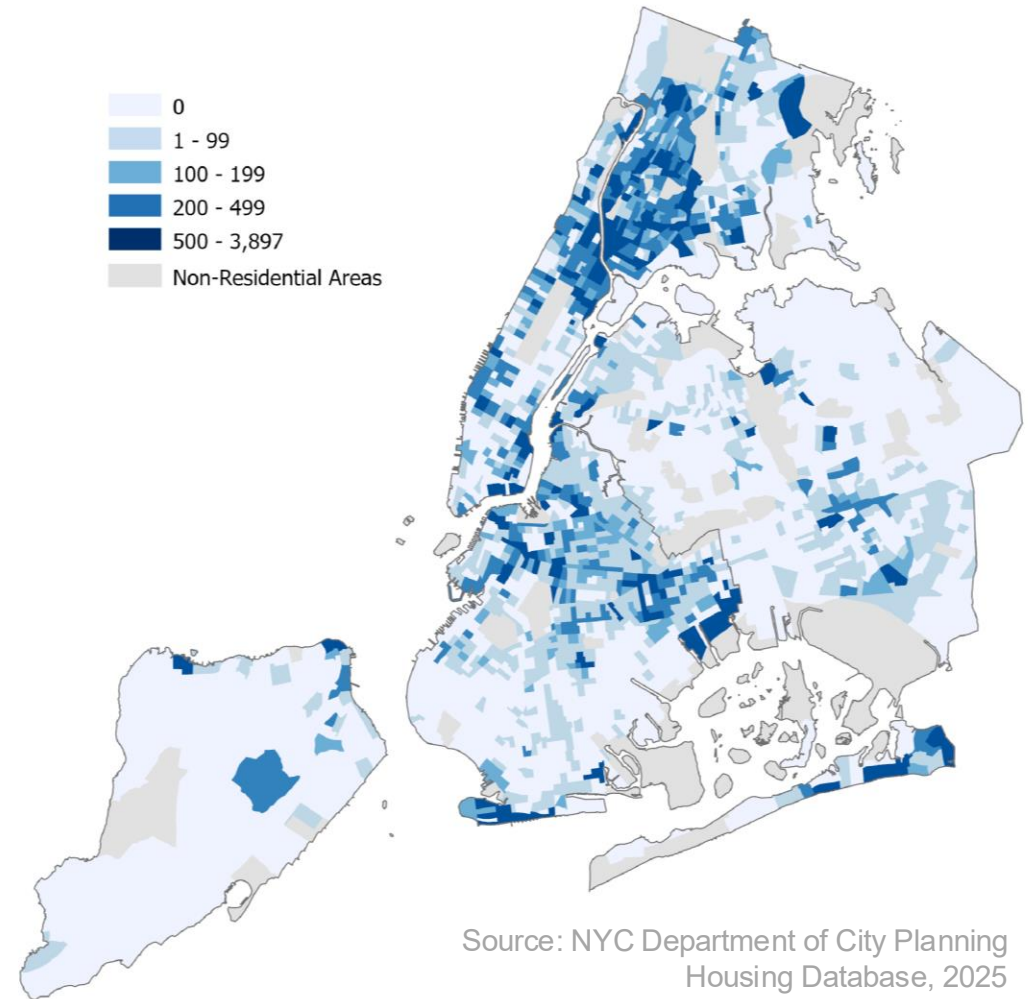 0
1 - 99
100 - 199
200 - 499
500 - 3,897
Non-Residential Areas
Source: NYC Department of City Planning
Housing Database, 2025